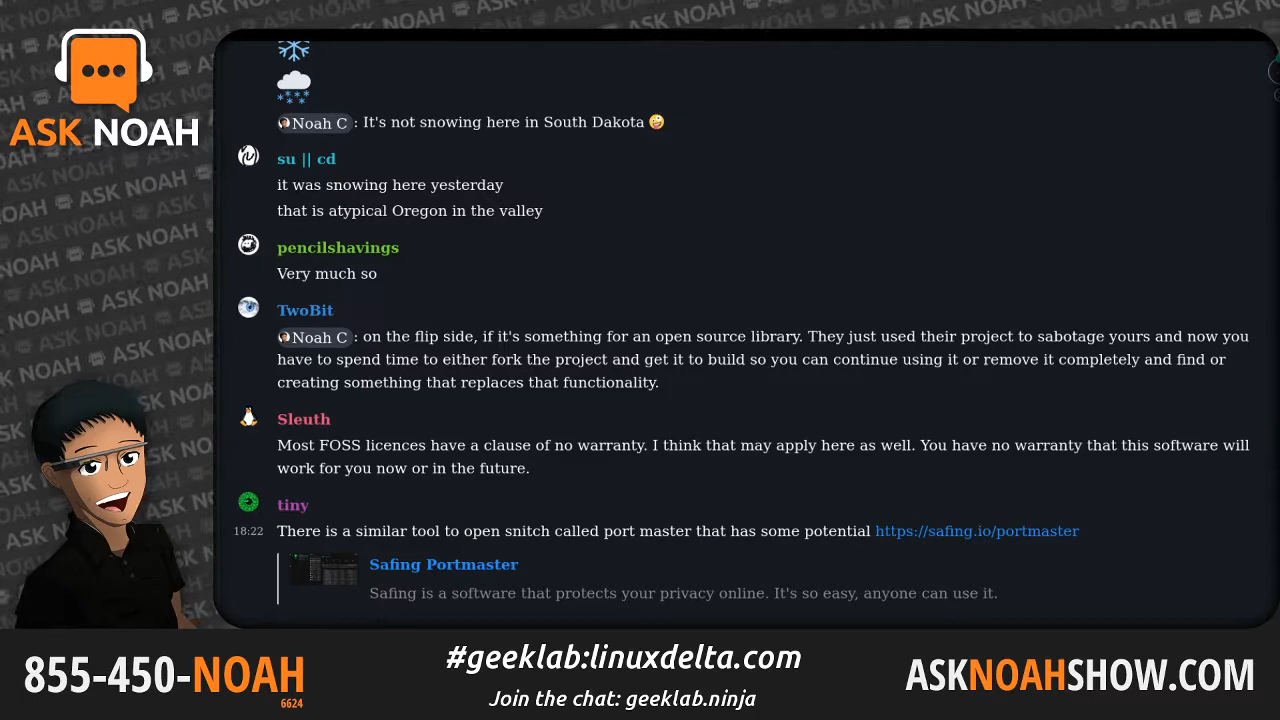 ASK NOAH
Noah C : It's not snowing here in South Dakota 🤪
su || cd
it was snowing here yesterday
that is atypical Oregon in the valley
pencilshavings
Very much so
TwoBit
Noah C : on the flip side, if it's something for an open source library. They just used their project to sabotage yours and now you
have to spend time to either fork the project and get it to build so you can continue using it or remove it completely and find or
creating something that replaces that functionality.
Sleuth
Most FOSS licences have a clause of no warranty. I think that may apply here as well. You have no warranty that this software will
work for you now or in the future.
tiny
18:22 There is a similar tool to open snitch called port master that has some potential https://safing.io/portmaster
Safing Portmaster
Safing is a software that protects your privacy online. It's so easy, anyone can use it.
855-450-NOAH
6624
#geeklab:linuxdelta.com
Join the chat: geeklab.ninja
ASKNOAHSHOW.COM